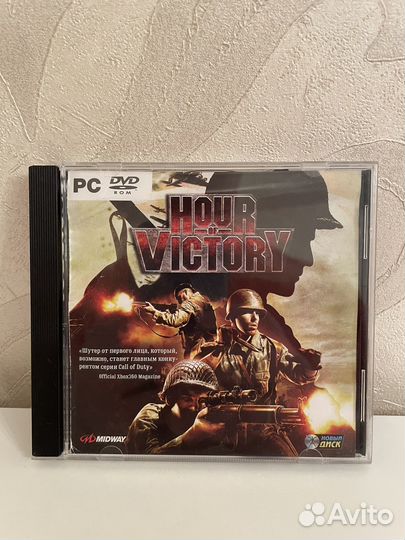 PC DVD
ROM
HOUR
OF
VICTORY
«Шутер от первого лица, который,
возможно, станет главным конку-
рентом серии Call of Duty»
Official Xbox360 Magazine
MIDWAY
НОВЫЙ
ДИСК
Avito